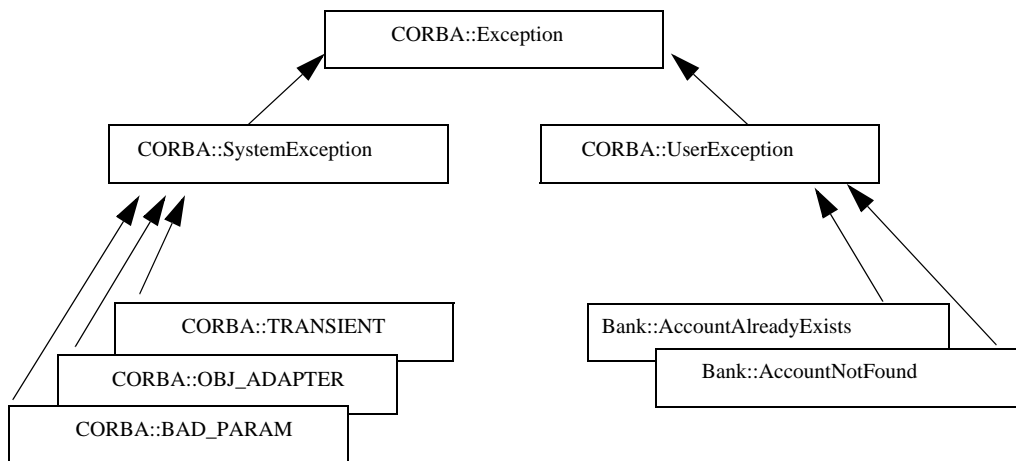 CORBA::Exception
CORBA::SystemException
CORBA::UserException
CORBA::TRANSIENT
Bank::AccountAlreadyExists
CORBA::OBJ_ADAPTER
Bank::AccountNotFound
CORBA::BAD_PARAM